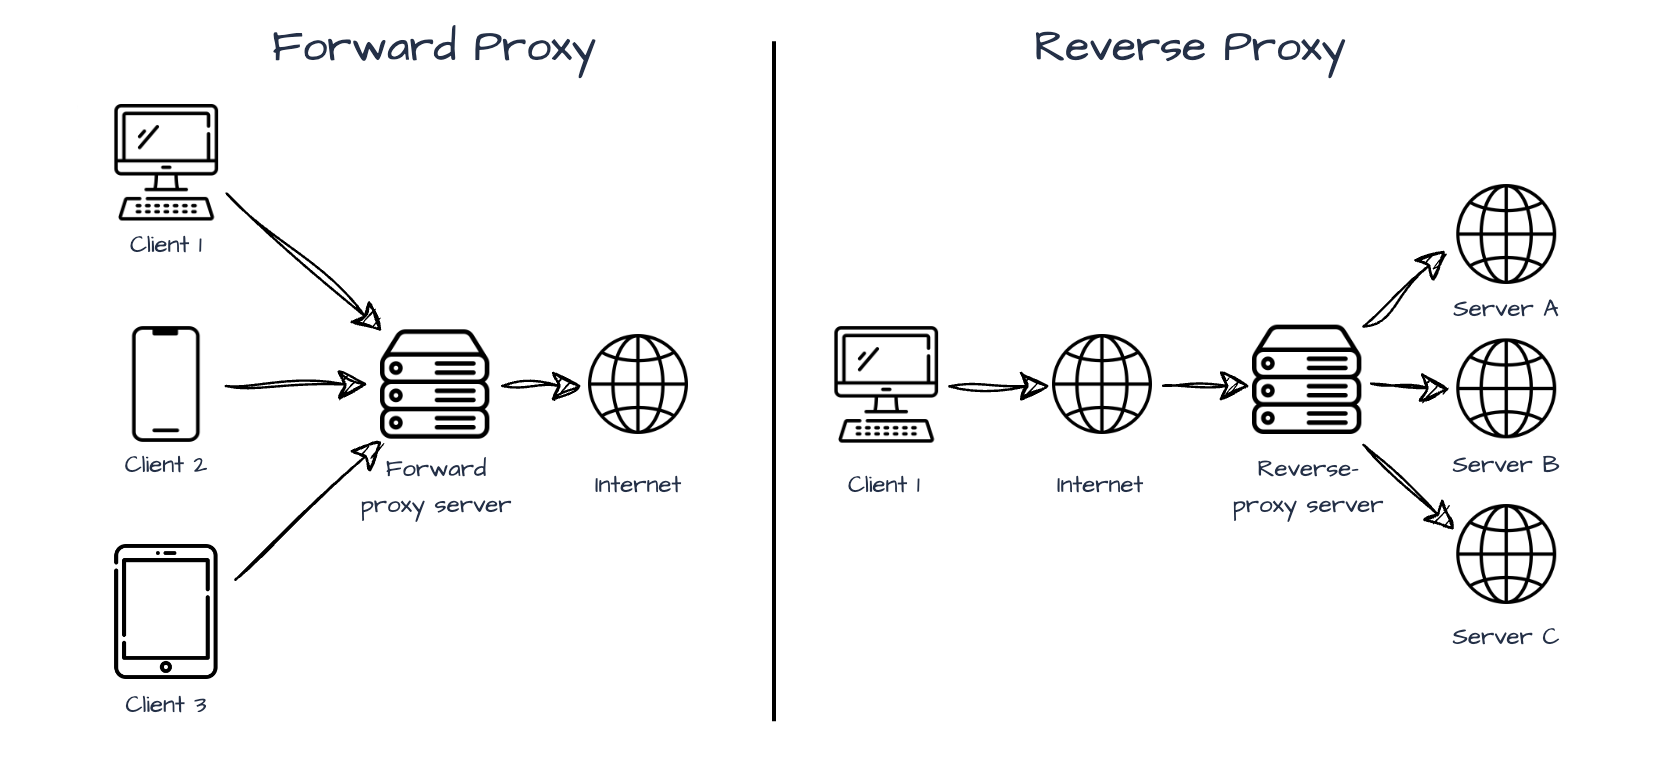 Forward Proxy
Client 1
Client 2
Client 3
Forward
proxy server
Internet
Reverse Proxy
Client 1
Internet
Reverse-
proxy server
Server A
Server B
Server C